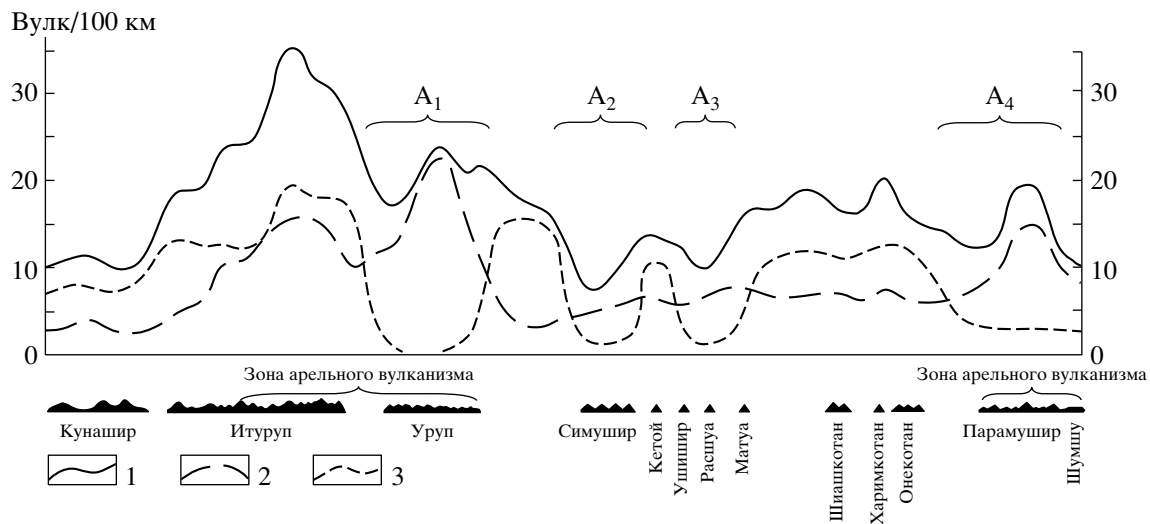 Вулк/100 км
30
20
10
0
A1
A2
A3
A4
30
20
10
0
Зона арельного вулканизма
Зона арельного вулканизма
Кунашир
Итуруп
Уруп
Симушир
Кетой
Ушишир
Расшуа
Матуа
Шиашкотан
Харимкотан
Онекотан
Парамушир
Шумшу
1
2
3